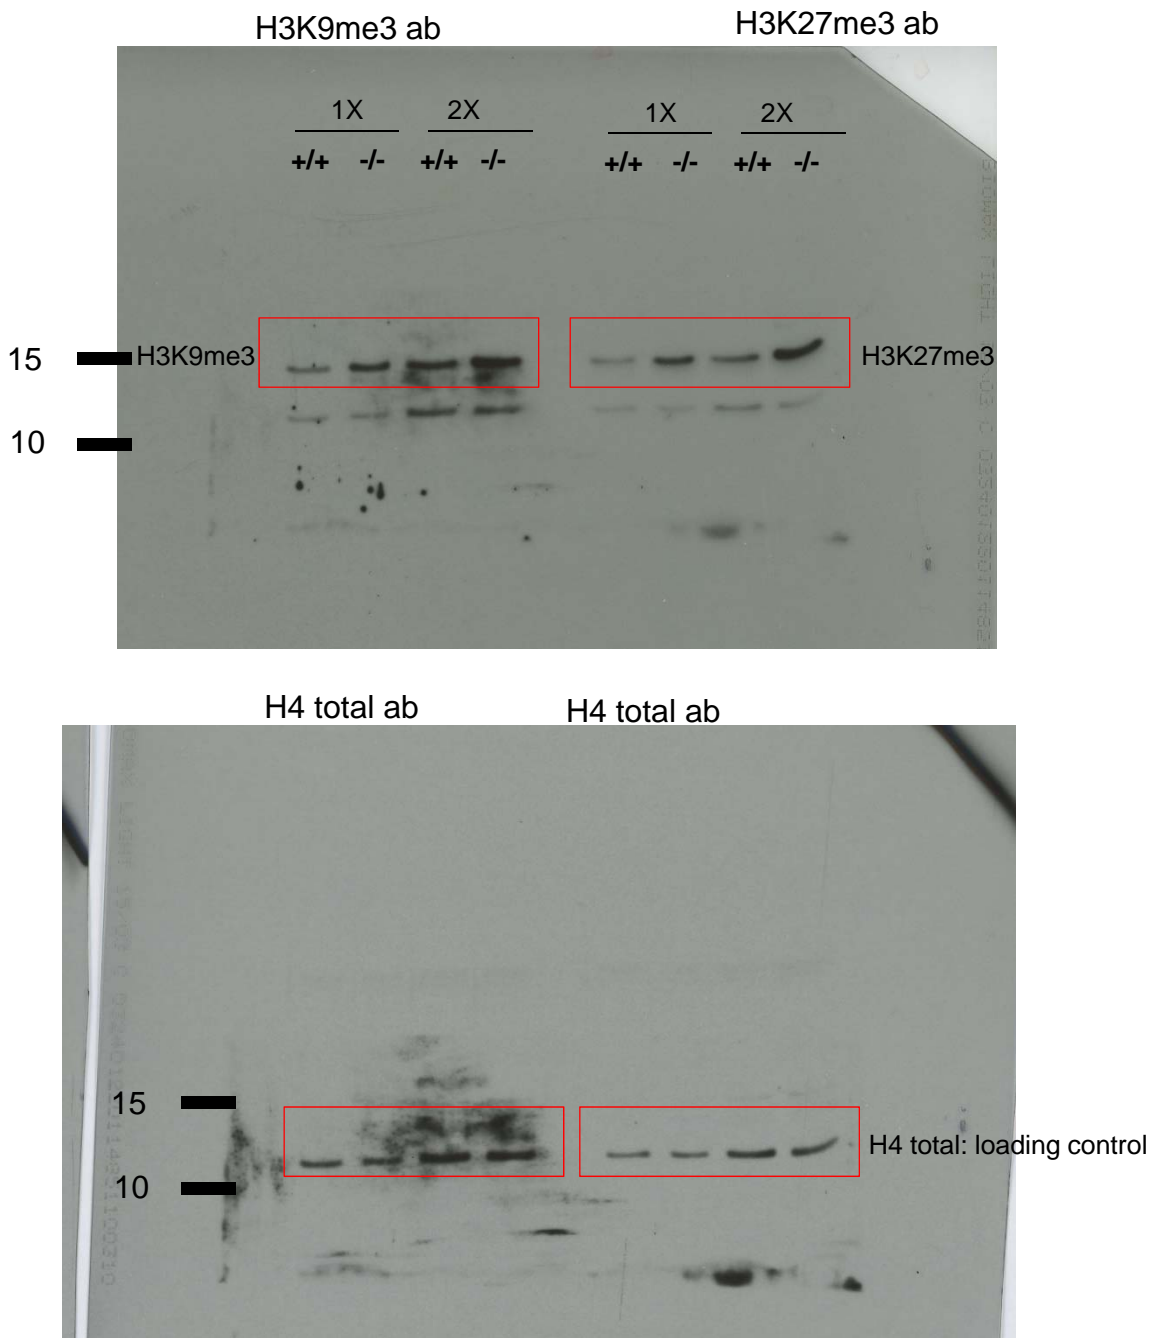 H3K9me3 ab
H3K27me3 ab
1X 2X 1X 2X
+/+ -/- +/+ -/- +/+ -/- +/+ -/-
15 H3K9me3 H3K27me3
10
H4 total ab H4 total ab
15
H4 total: loading control
10